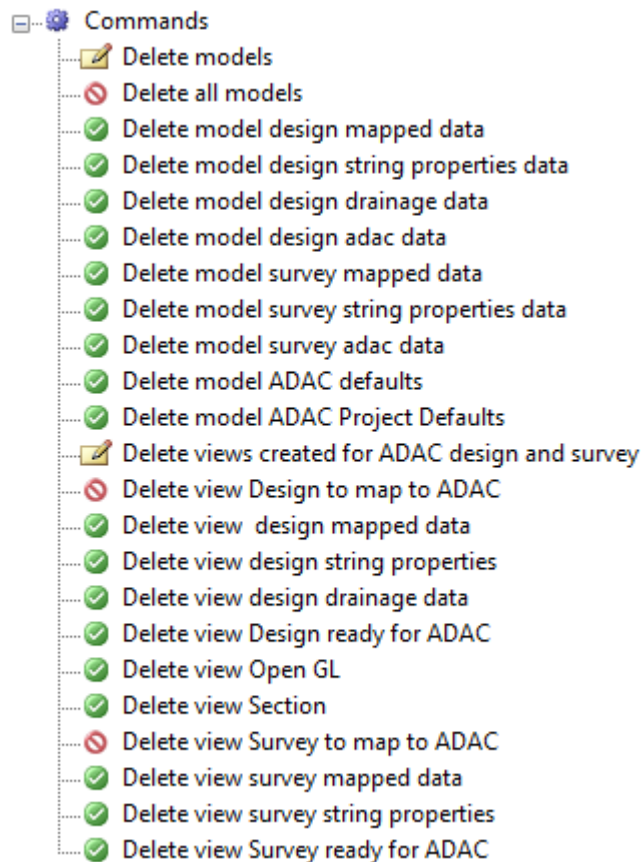 Commands
Delete models
Delete all models
Delete model design mapped data
Delete model design string properties data
Delete model design drainage data
Delete model design adac data
Delete model survey mapped data
Delete model survey string properties data
Delete model survey adac data
Delete model ADAC defaults
Delete model ADAC Project Defaults
Delete views created for ADAC design and survey
Delete view Design to map to ADAC
Delete view  design mapped data
Delete view design string properties
Delete view design drainage data
Delete view Design ready for ADAC
Delete view Open GL
Delete view Section
Delete view Survey to map to ADAC
Delete view survey mapped data
Delete view survey string properties
Delete view Survey ready for ADAC